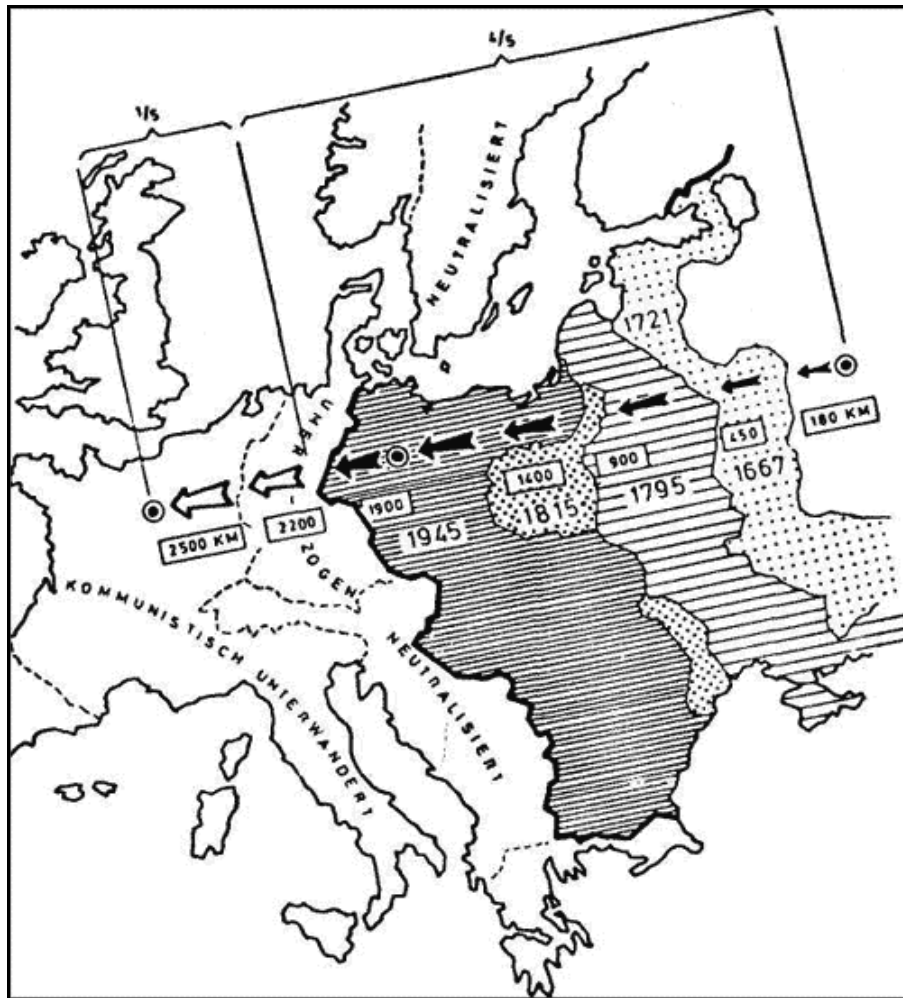 4/5
1/5
NEUTRALISIERT
1721
UMER
180 KM
450
900
1667
1400
1795
1815
1900
2200
1945
2500 KM
ZOGEN
KOMMUNISTISCH UNTERWANDERT
NEUTRALISIERT